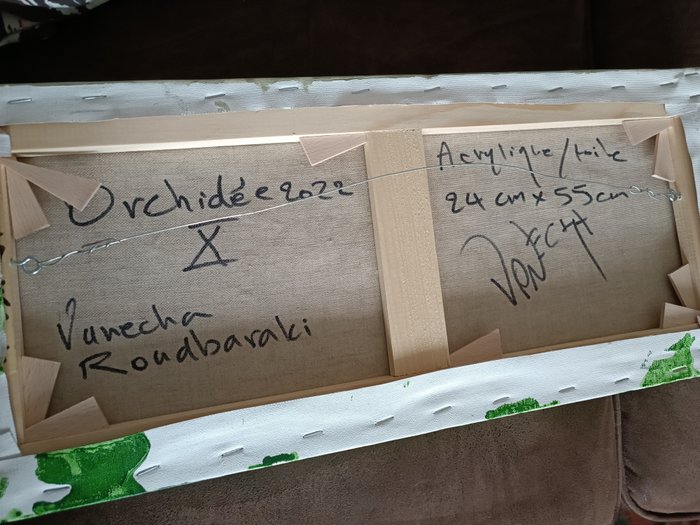 Orchidée 2022
X
Vanecha
Roudbaraki
Acrylique/toile
24 cm x 55 cm